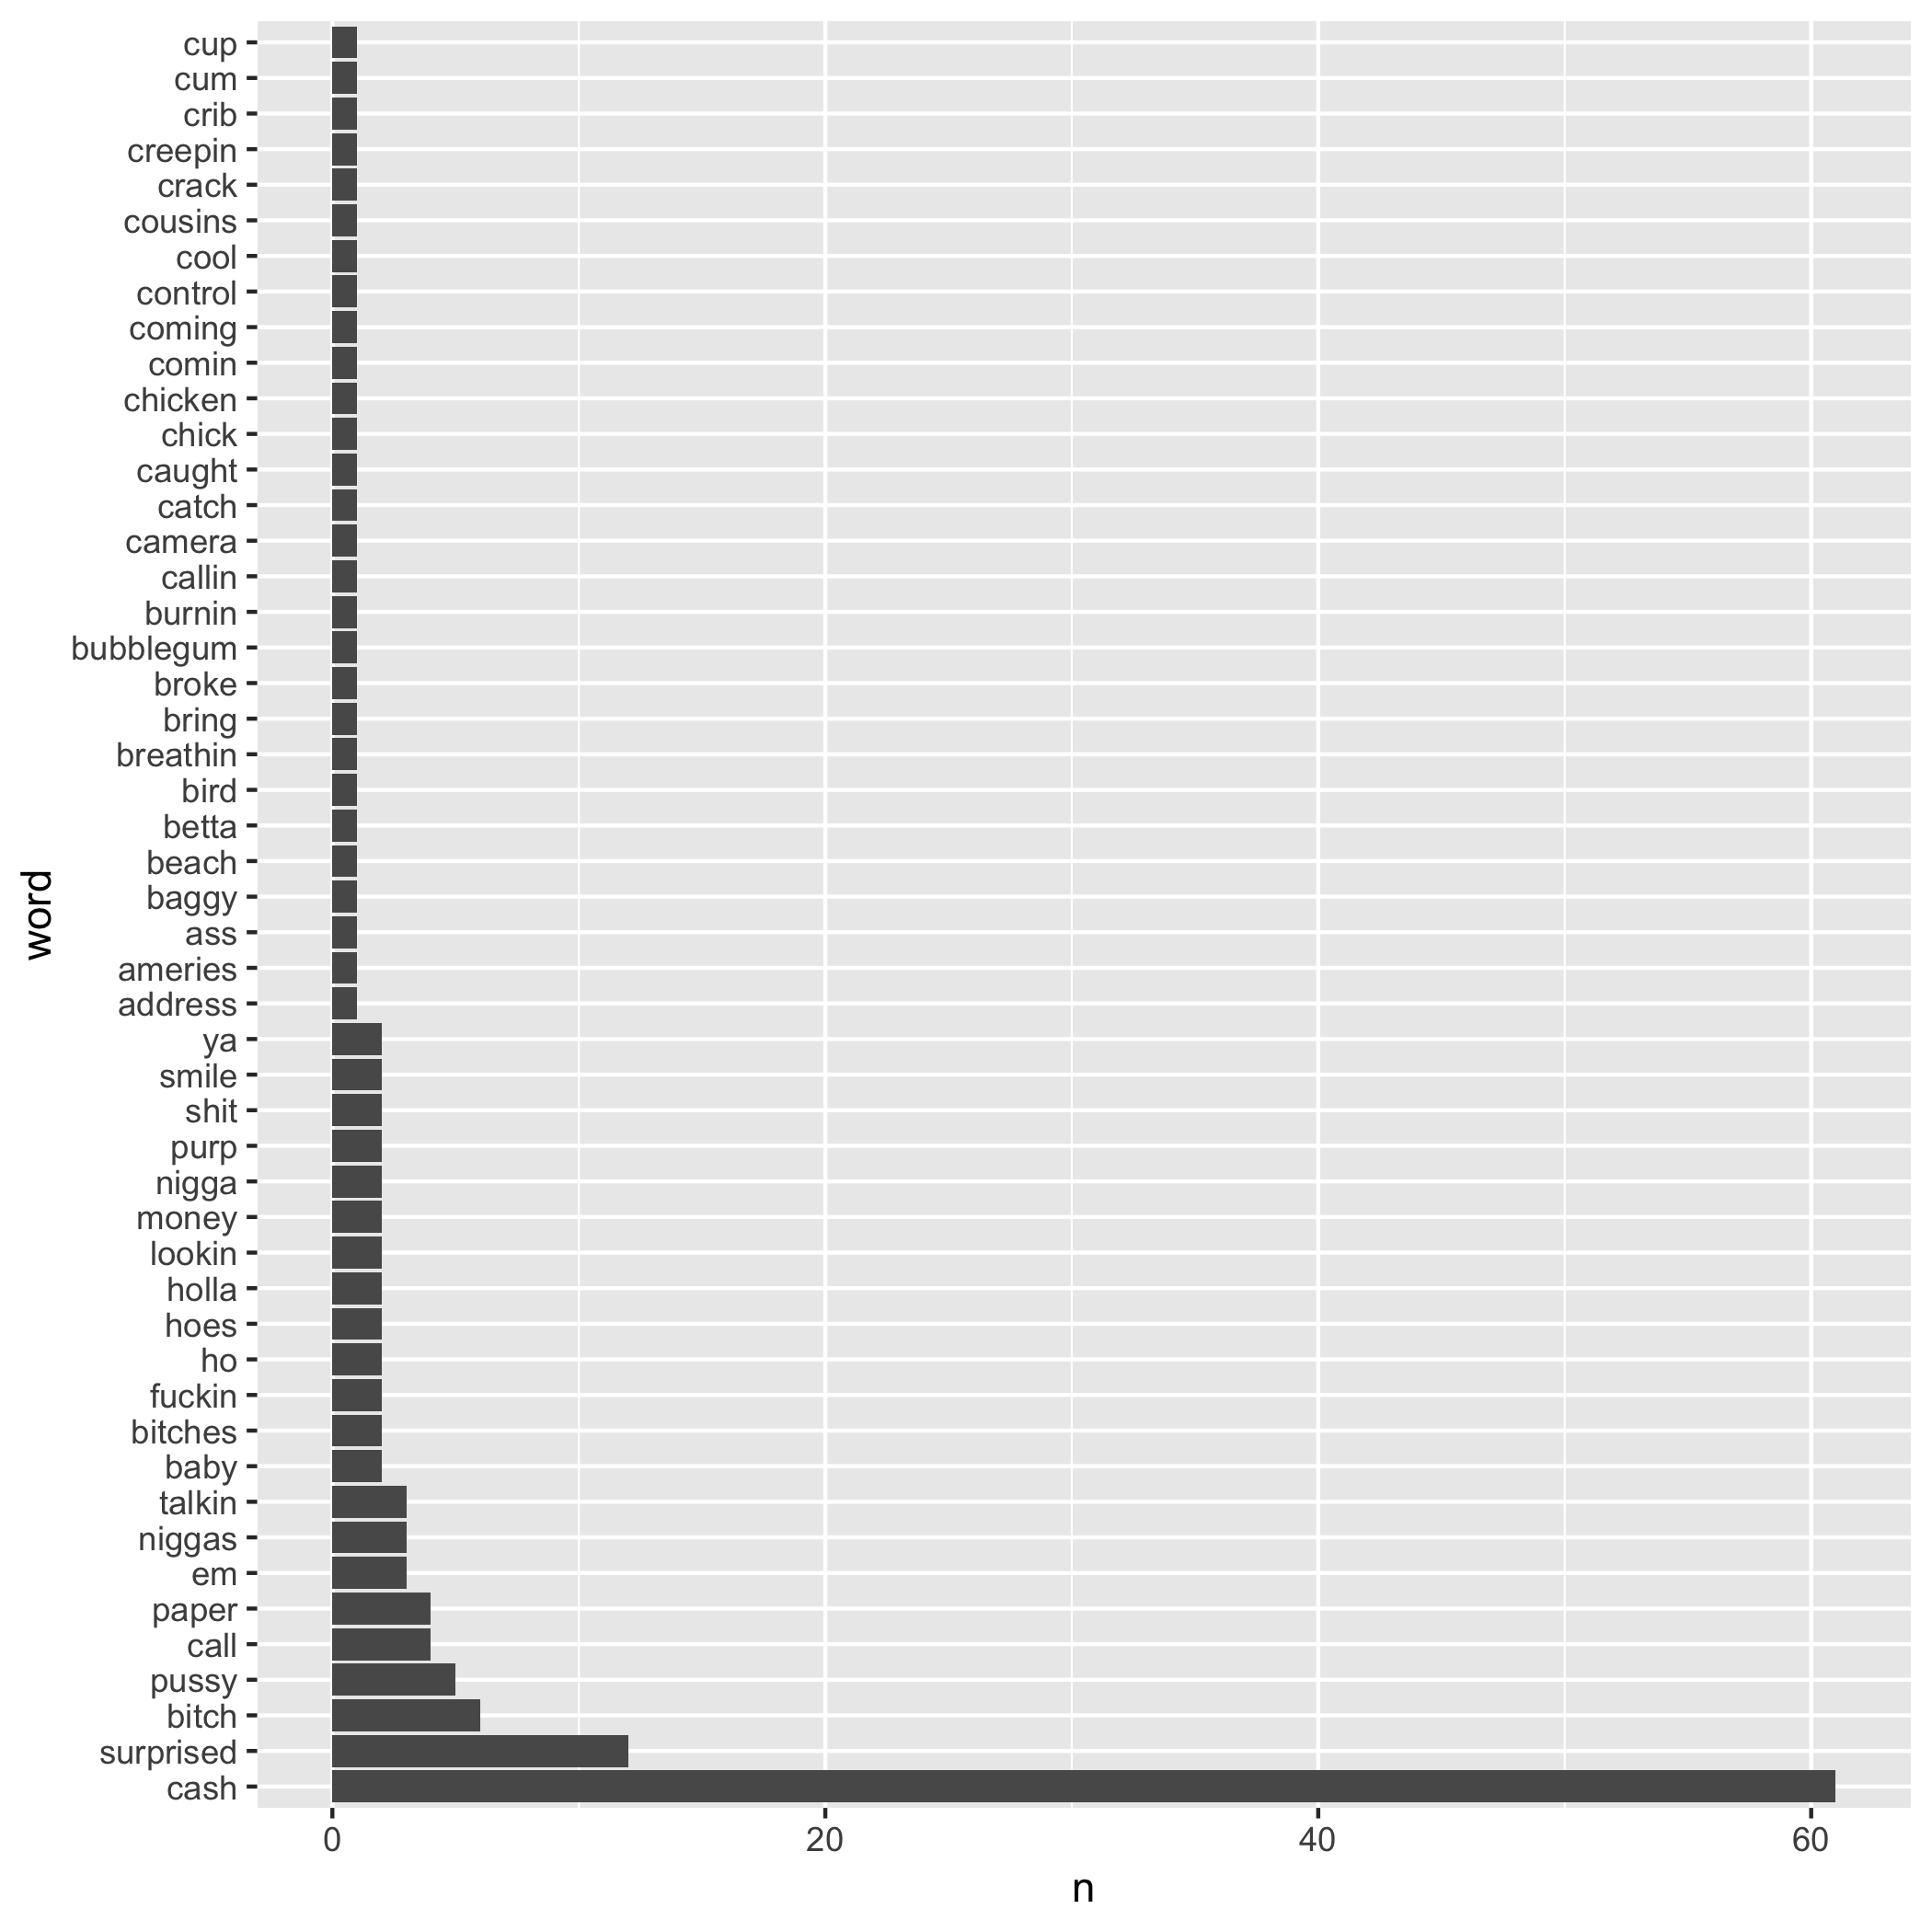 cup
cum
crib
creepin
crack
cousins
cool
control
coming
comin
chicken
chick
caught
catch
camera
callin
burnin
bubblegum
broke
bring
breathin
bird
betta
beach
baggy
ass
ameries
address
ya
smile
shit
purp
nigga
money
lookin
holla
hoes
ho
fuckin
bitches
baby
talkin
niggas
em
paper
call
pussy
bitch
surprised
cash
word
0 20 40 60
n